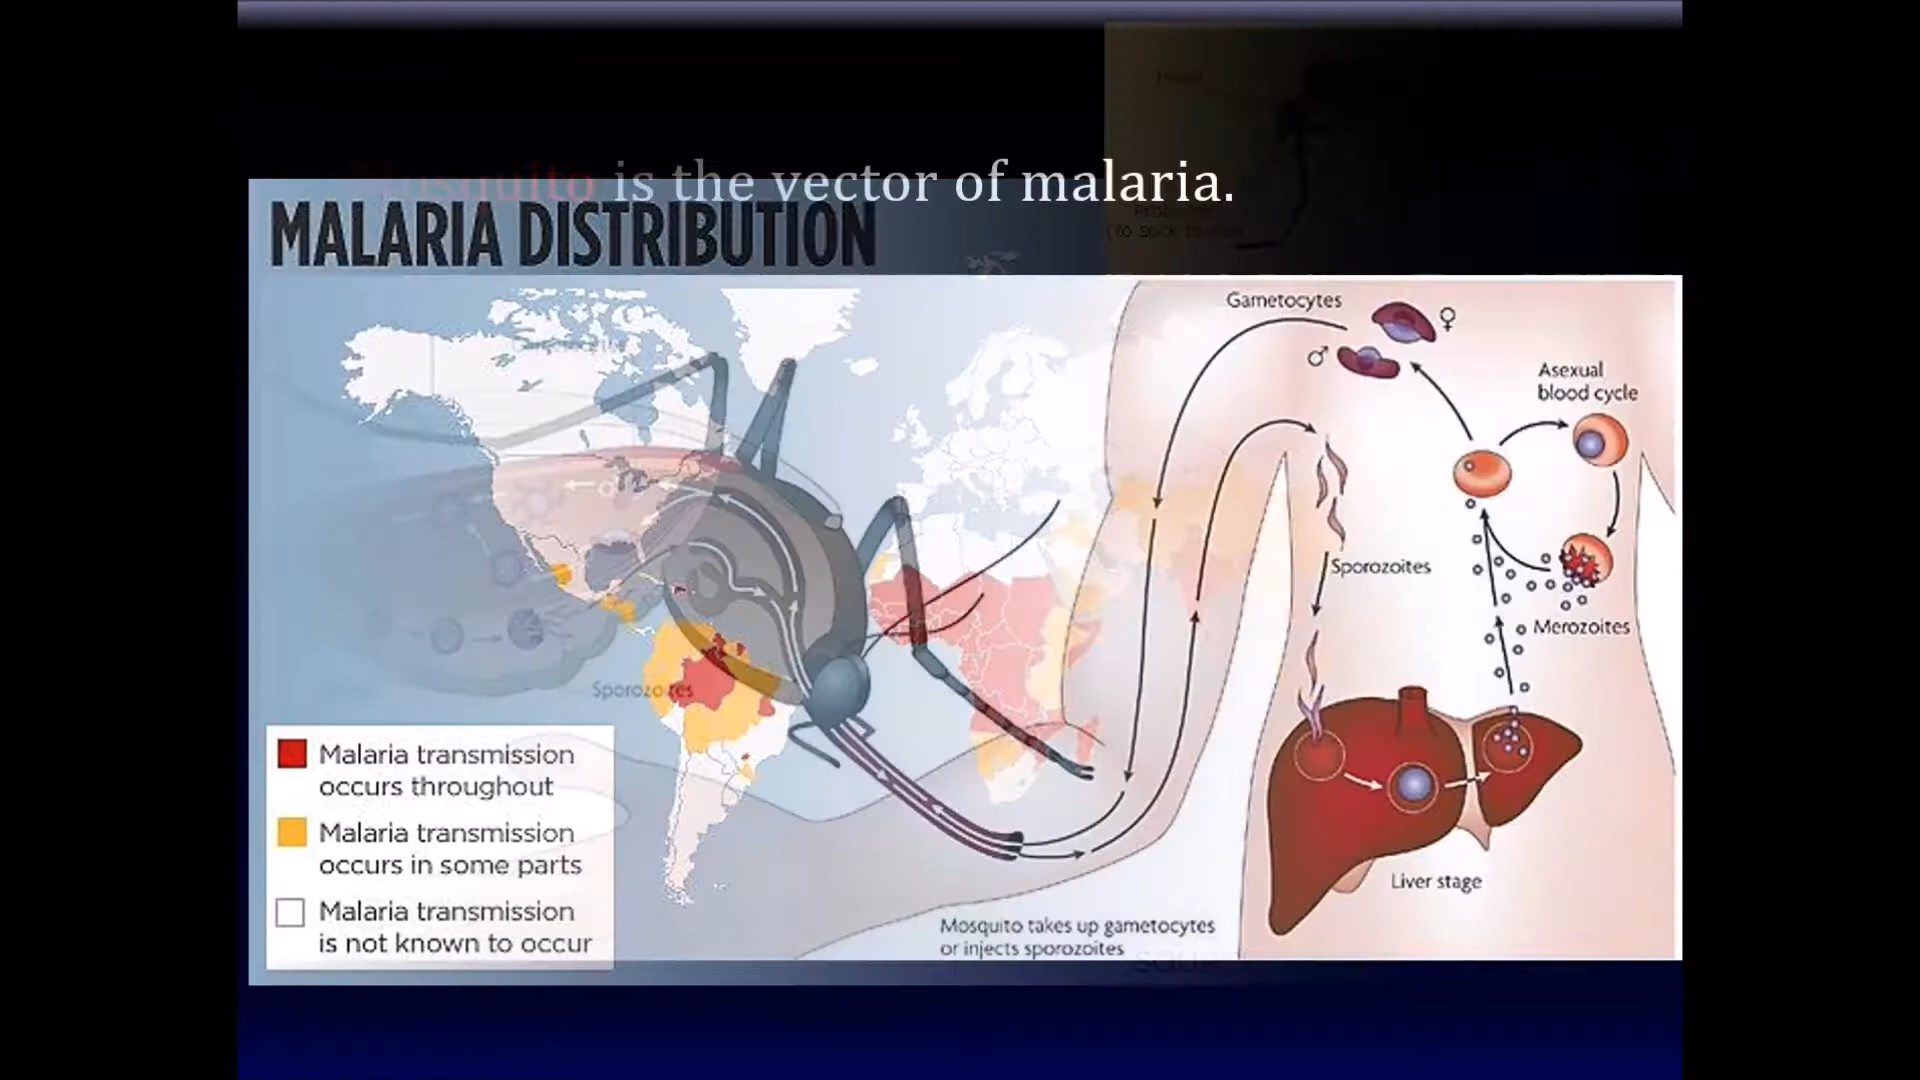 Mosquito is the vector of malaria.
MALARIA DISTRIBUTION
Gametocytes
♀
♂
Asexual
blood cycle
Sporozoites
Merozoites
Sporozoites
Malaria transmission
occurs throughout
Malaria transmission
occurs in some parts
Malaria transmission
is not known to occur
Liver stage
Mosquito takes up gametocytes
or injects sporozoites